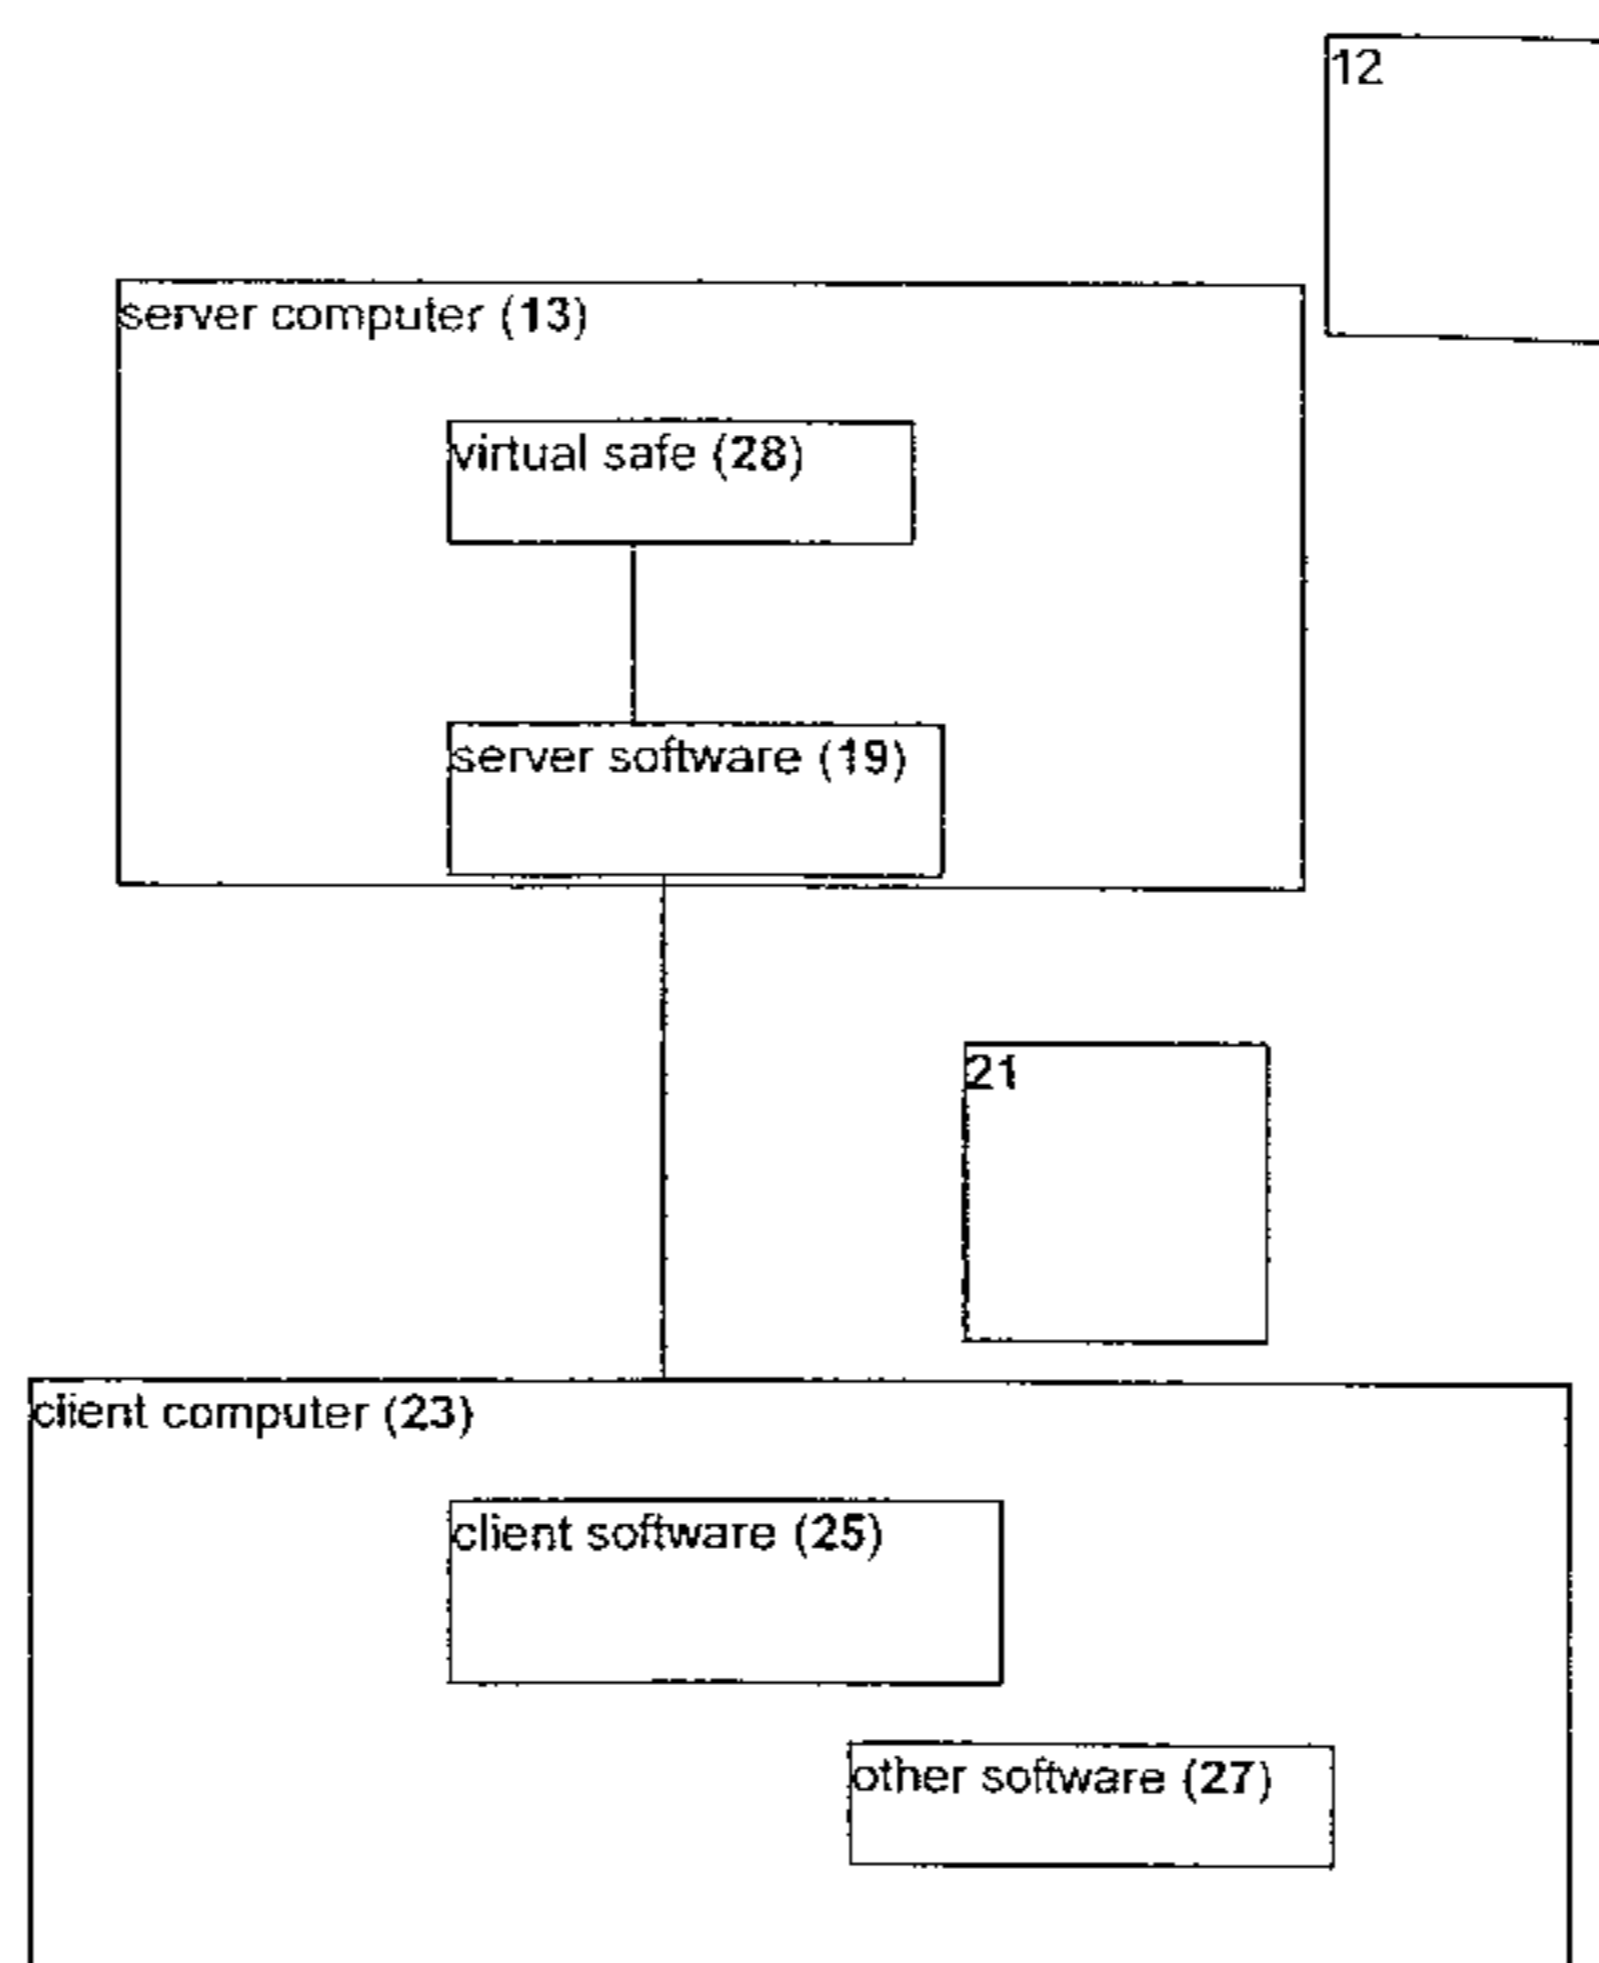 12
server computer (13)
virtual safe (28)
server software (19)
21
client computer (23)
client software (25)
other software (27)